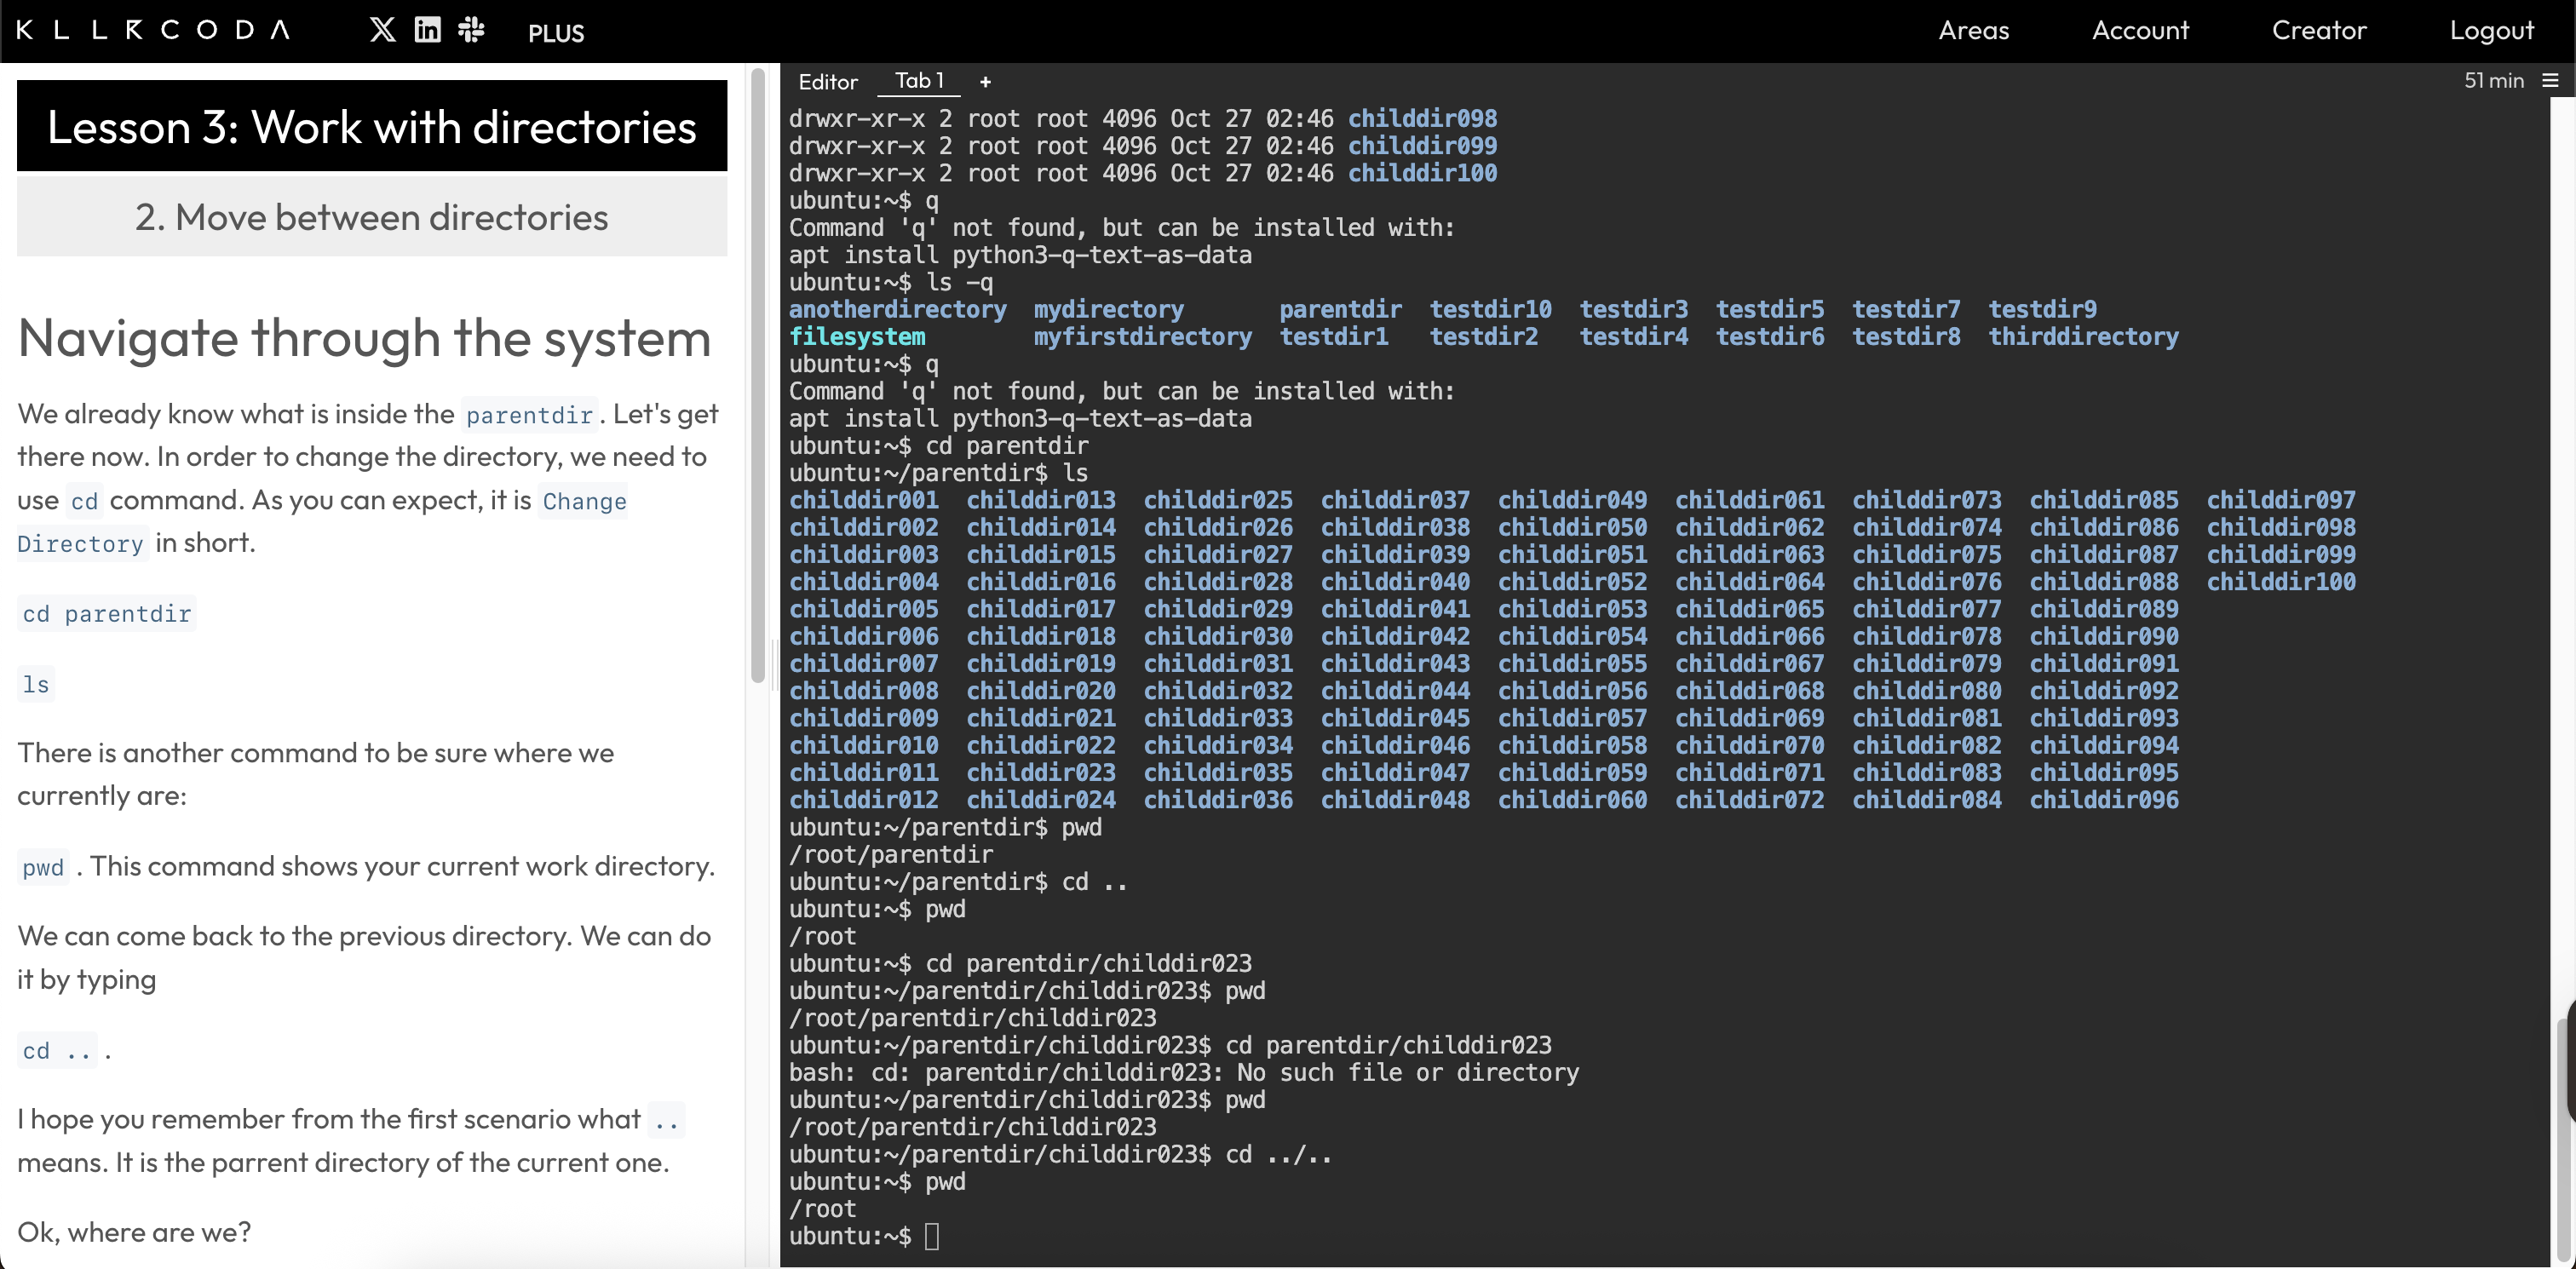 KLLRCODA PLUS Areas Account Creator Logout
Lesson 3: Work with directories
2. Move between directories
Navigate through the system
We already know what is inside the parentdir. Let's get
there now. In order to change the directory, we need to
use cd command. As you can expect, it is Change
Directory in short.
cd parentdir
ls
There is another command to be sure where we
currently are:
pwd . This command shows your current work directory.
We can come back to the previous directory. We can do
it by typing
cd .. .
I hope you remember from the first scenario what ..
means. It is the parrent directory of the current one.
Ok, where are we?
Editor Tab 1 + 51 min
drwxr-xr-x 2 root root 4096 Oct 27 02:46 childdir098
drwxr-xr-x 2 root root 4096 Oct 27 02:46 childdir099
drwxr-xr-x 2 root root 4096 Oct 27 02:46 childdir100
ubuntu:~$ q
Command 'q' not found, but can be installed with:
apt install python3-q-text-as-data
ubuntu:~$ ls -q
anotherdirectory mydirectory parentdir testdir10 testdir3 testdir5 testdir7 testdir9
filesystem myfirstdirectory testdir1 testdir2 testdir4 testdir6 testdir8 thirddirectory
ubuntu:~$ q
Command 'q' not found, but can be installed with:
apt install python3-q-text-as-data
ubuntu:~$ cd parentdir
ubuntu:~/parentdir$ ls
childdir001 childdir013 childdir025 childdir037 childdir049 childdir061 childdir073 childdir085 childdir097
childdir002 childdir014 childdir026 childdir038 childdir050 childdir062 childdir074 childdir086 childdir098
childdir003 childdir015 childdir027 childdir039 childdir051 childdir063 childdir075 childdir087 childdir099
childdir004 childdir016 childdir028 childdir040 childdir052 childdir064 childdir076 childdir088 childdir100
childdir005 childdir017 childdir029 childdir041 childdir053 childdir065 childdir077 childdir089
childdir006 childdir018 childdir030 childdir042 childdir054 childdir066 childdir078 childdir090
childdir007 childdir019 childdir031 childdir043 childdir055 childdir067 childdir079 childdir091
childdir008 childdir020 childdir032 childdir044 childdir056 childdir068 childdir080 childdir092
childdir009 childdir021 childdir033 childdir045 childdir057 childdir069 childdir081 childdir093
childdir010 childdir022 childdir034 childdir046 childdir058 childdir070 childdir082 childdir094
childdir011 childdir023 childdir035 childdir047 childdir059 childdir071 childdir083 childdir095
childdir012 childdir024 childdir036 childdir048 childdir060 childdir072 childdir084 childdir096
ubuntu:~/parentdir$ pwd
/root/parentdir
ubuntu:~/parentdir$ cd ..
ubuntu:~$ pwd
/root
ubuntu:~$ cd parentdir/childdir023
ubuntu:~/parentdir/childdir023$ pwd
/root/parentdir/childdir023
ubuntu:~/parentdir/childdir023$ cd parentdir/childdir023
bash: cd: parentdir/childdir023: No such file or directory
ubuntu:~/parentdir/childdir023$ pwd
/root/parentdir/childdir023
ubuntu:~/parentdir/childdir023$ cd ../..
ubuntu:~$ pwd
/root
ubuntu:~$